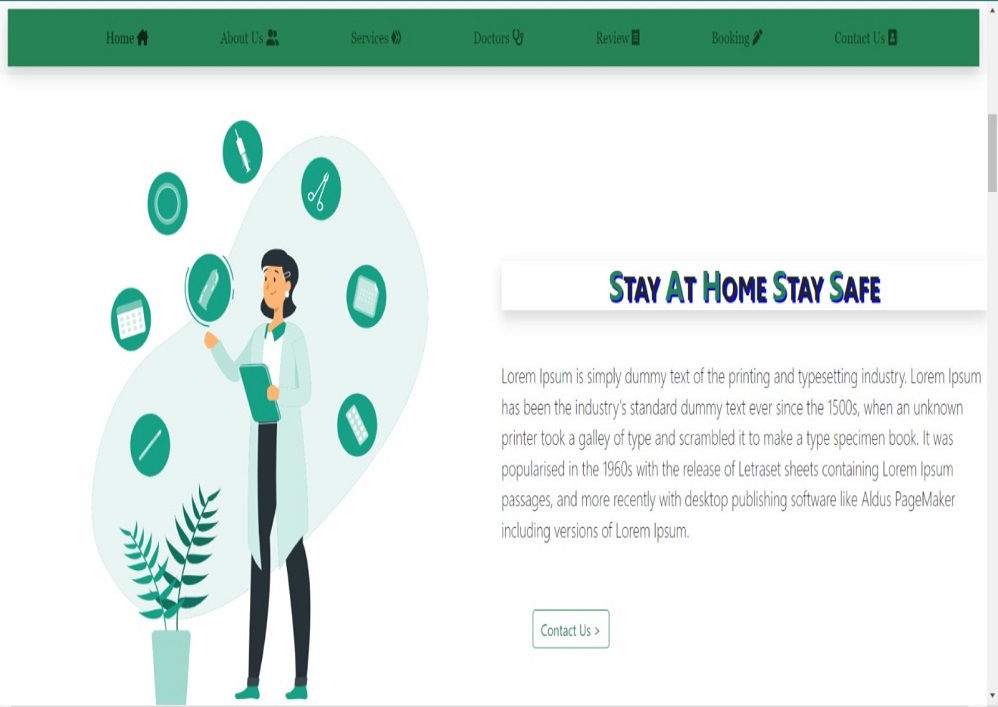 Home About Us Services Doctors Review Booking Contact Us
STAY AT HOME STAY SAFE
Lorem Ipsum is simply dummy text of the printing and typesetting industry. Lorem Ipsum
has been the industry's standard dummy text ever since the 1500s, when an unknown
printer took a galley of type and scrambled it to make a type specimen book. It was
popularised in the 1960s with the release of Letraset sheets containing Lorem Ipsum
passages, and more recently with desktop publishing software like Aldus PageMaker
including versions of Lorem Ipsum.
Contact Us >